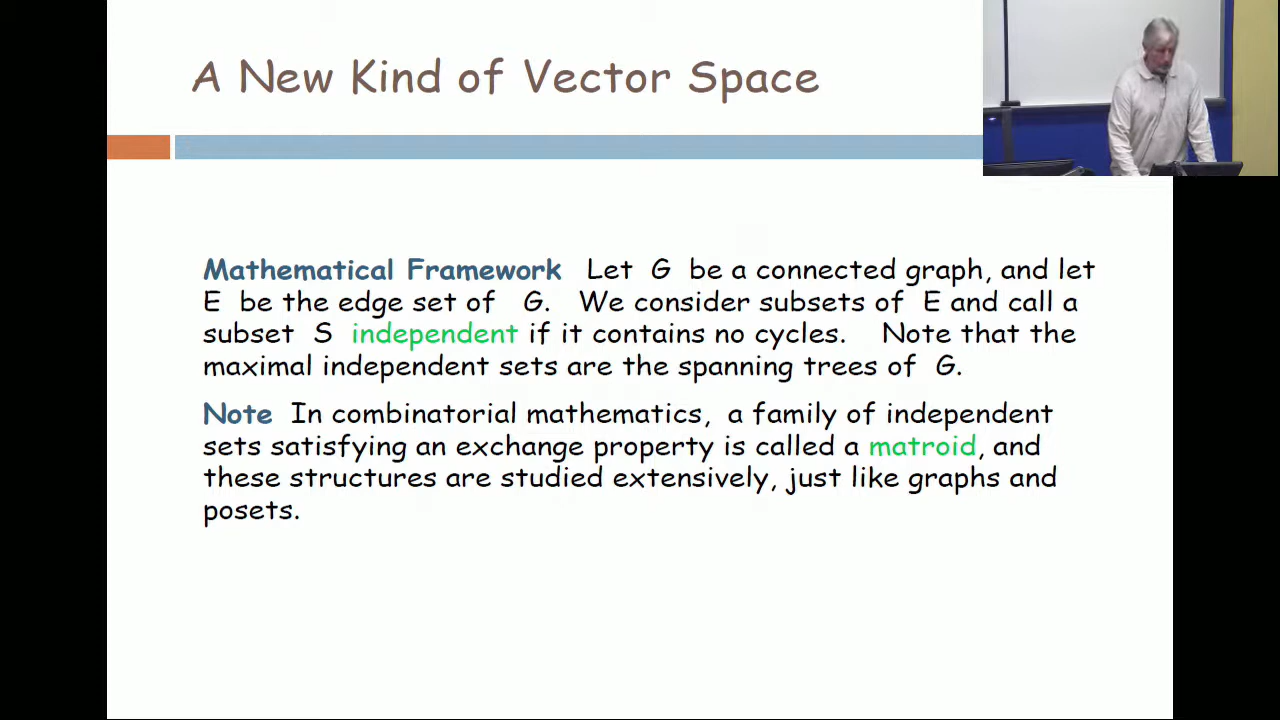 A New Kind of Vector Space
Mathematical Framework Let G be a connected graph, and let
E be the edge set of G. We consider subsets of E and call a
subset S independent if it contains no cycles. Note that the
maximal independent sets are the spanning trees of G.
Note In combinatorial mathematics, a family of independent
sets satisfying an exchange property is called a matroid, and
these structures are studied extensively, just like graphs and
posets.